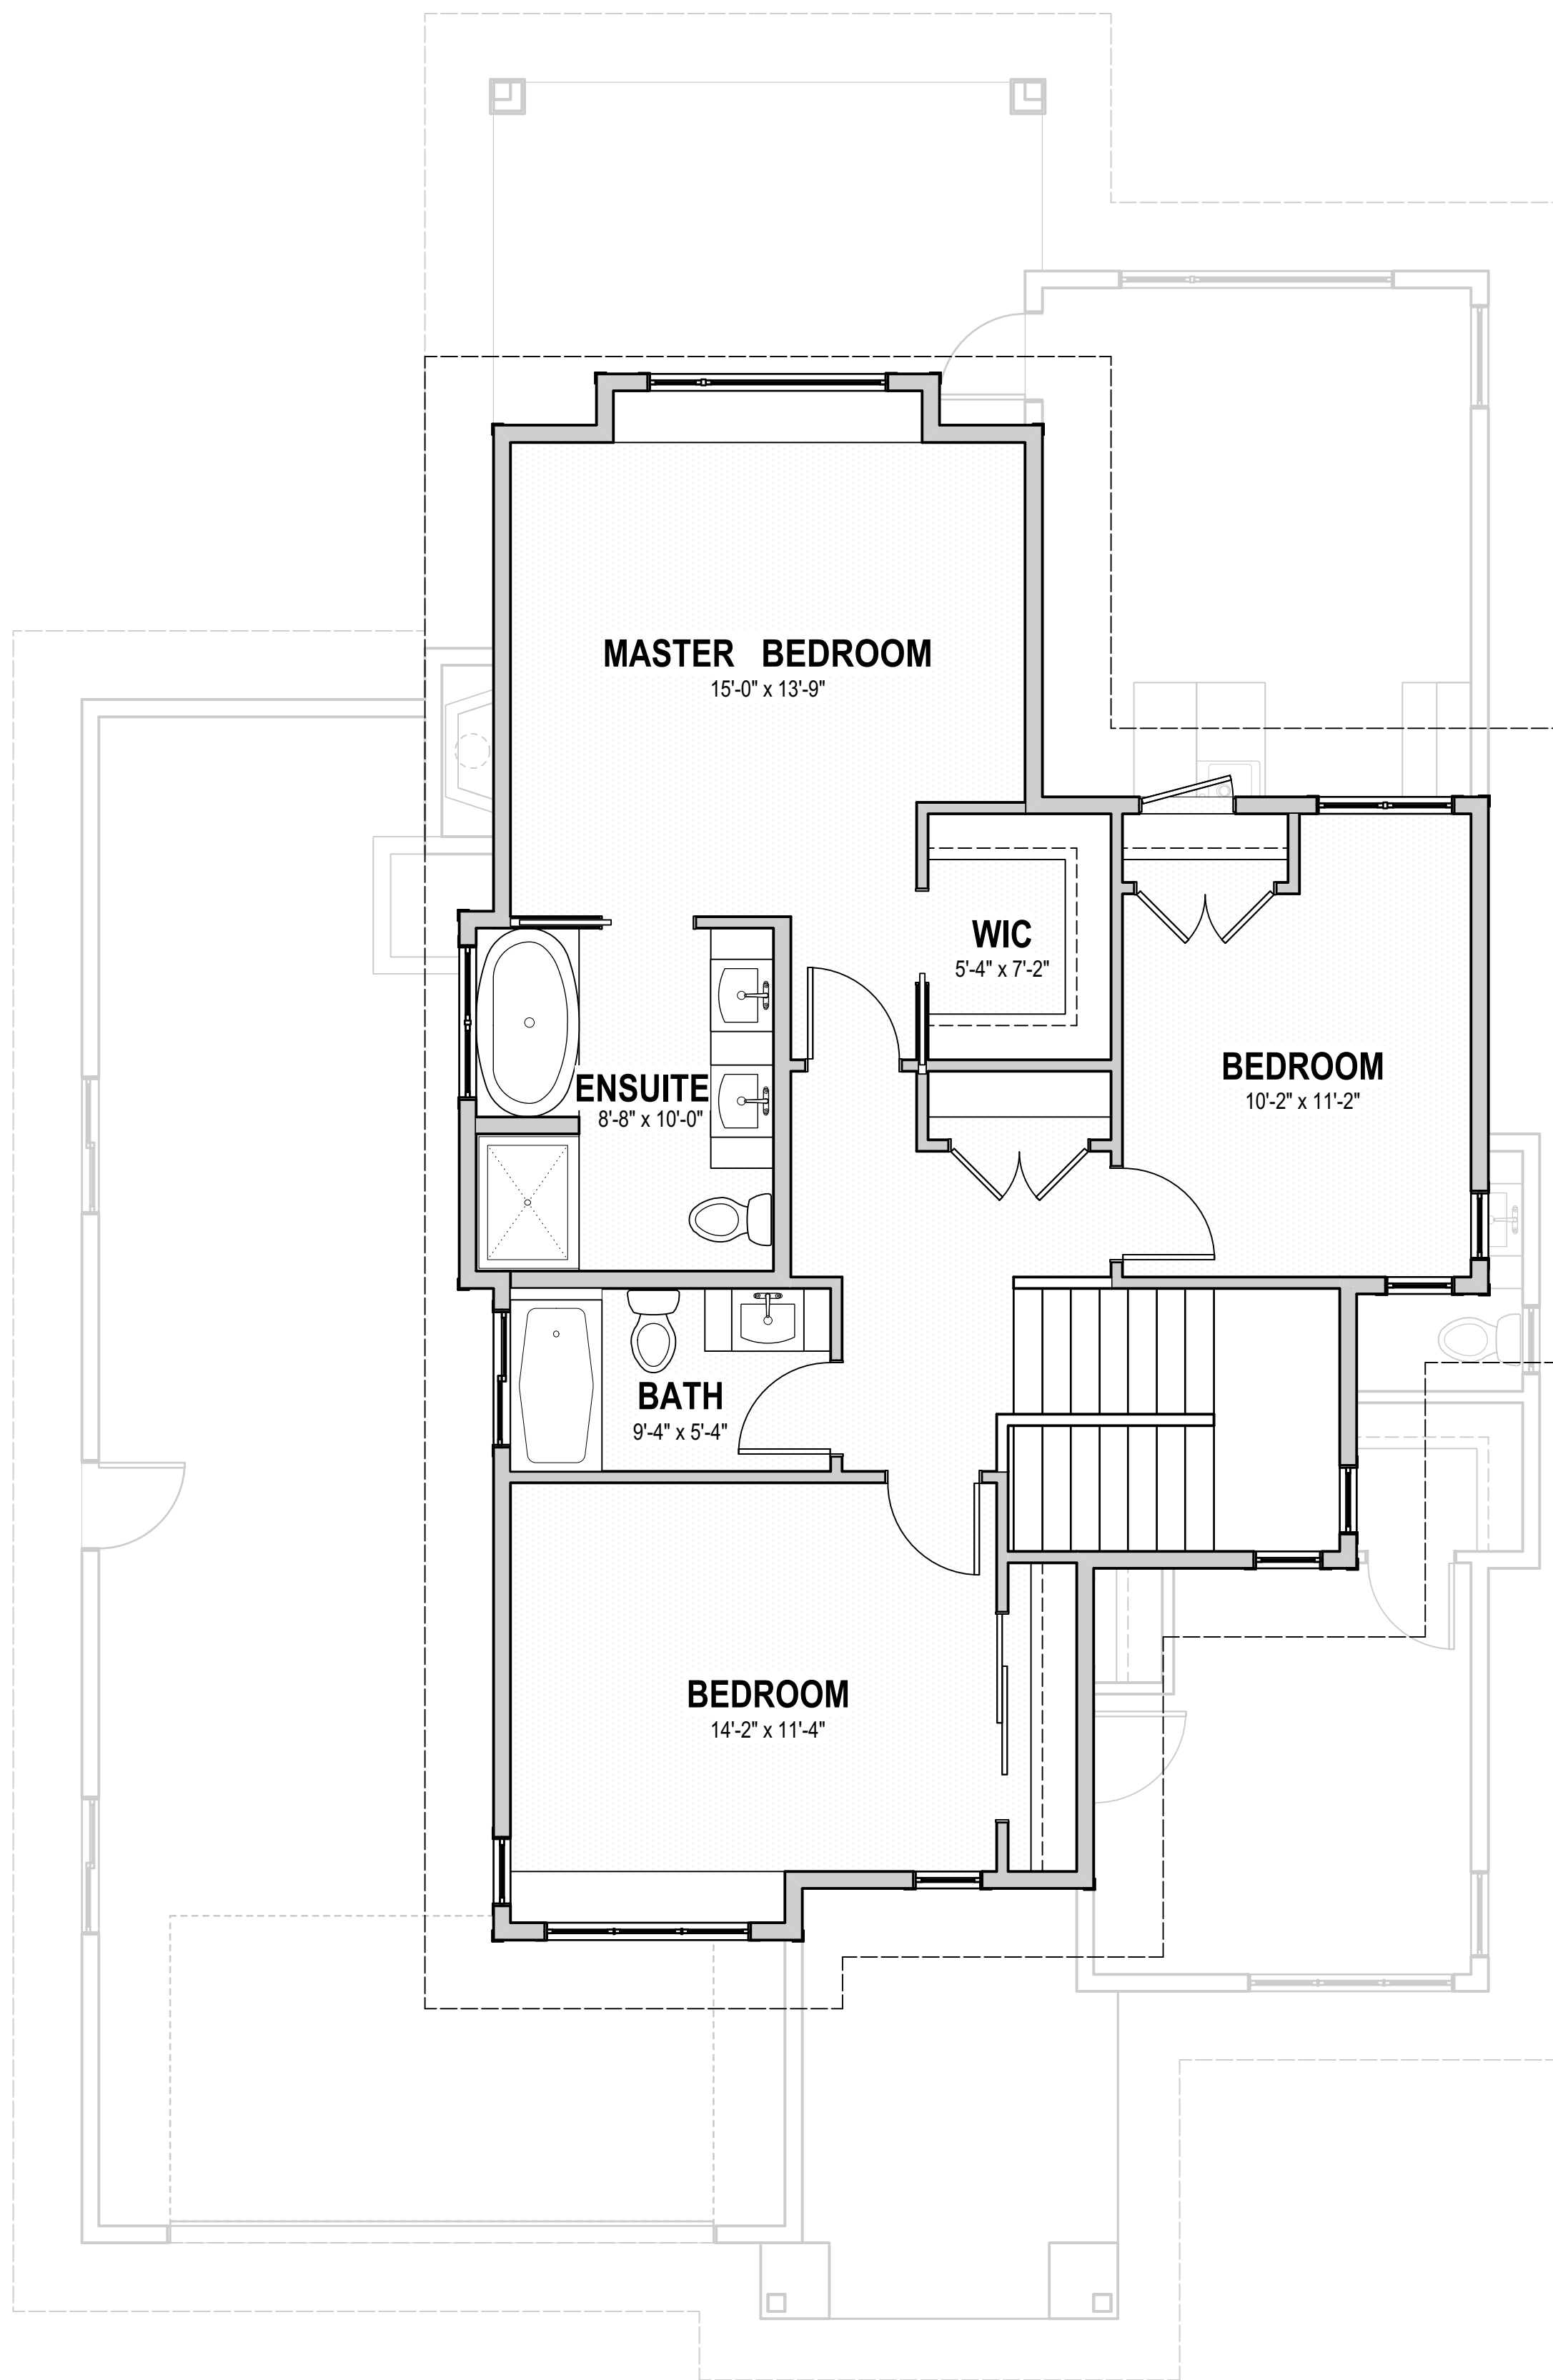 MASTER BEDROOM
15'-0" x 13'-9"
WIC
5'-4" x 7'-2"
BEDROOM
10'-2" x 11'-2"
ENSUITE
8'-8" x 10'-0"
BATH
9'-4" x 5'-4"
BEDROOM
14'-2" x 11'-4"